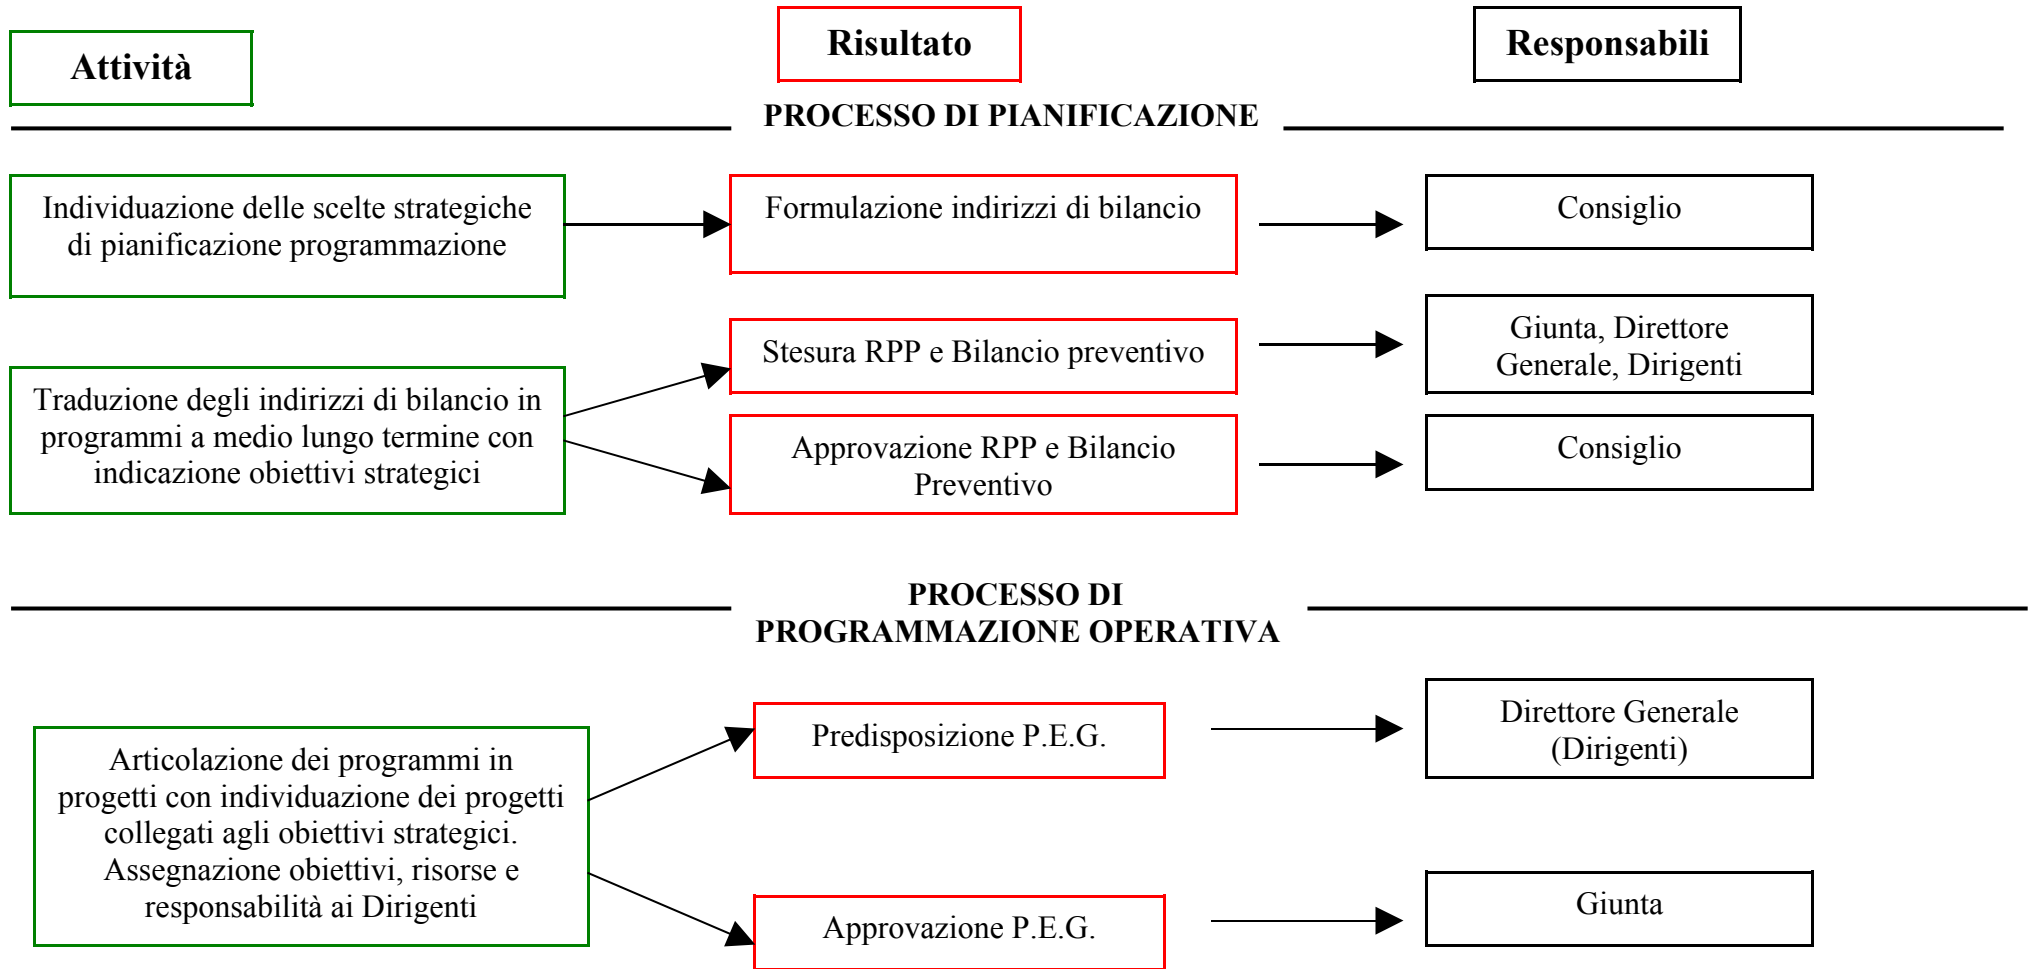 Attività
Risultato
Responsabili
PROCESSO DI PIANIFICAZIONE
Individuazione delle scelte strategiche
di pianificazione programmazione
Formulazione indirizzi di bilancio
Consiglio
Traduzione degli indirizzi di bilancio in
programmi a medio lungo termine con
indicazione obiettivi strategici
Stesura RPP e Bilancio preventivo
Giunta, Direttore
Generale, Dirigenti
Approvazione RPP e Bilancio
Preventivo
Consiglio
PROCESSO DI
PROGRAMMAZIONE OPERATIVA
Articolazione dei programmi in
progetti con individuazione dei progetti
collegati agli obiettivi strategici.
Assegnazione obiettivi, risorse e
responsabilità ai Dirigenti
Predisposizione P.E.G.
Direttore Generale
(Dirigenti)
Approvazione P.E.G.
Giunta